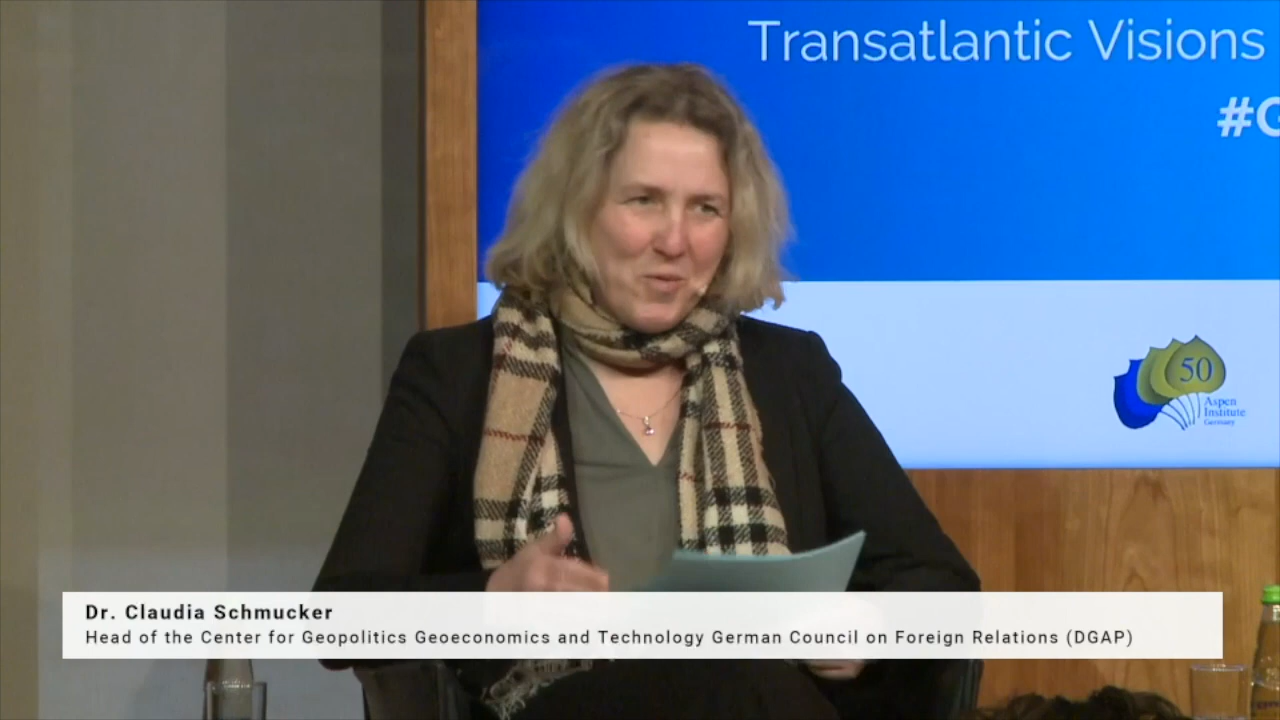 Transatlantic Visions
#G
50
Aspen
Institute
Germany
Dr. Claudia Schmucker
Head of the Center for Geopolitics Geoeconomics and Technology German Council on Foreign Relations (DGAP)